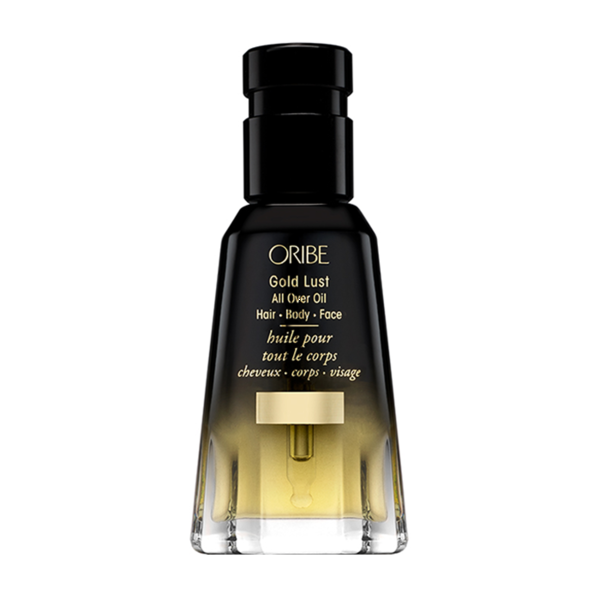 ORIBE
Gold Lust
All Over Oil
Hair • Body • Face
huile pour
tout le corps
cheveux • corps • visage